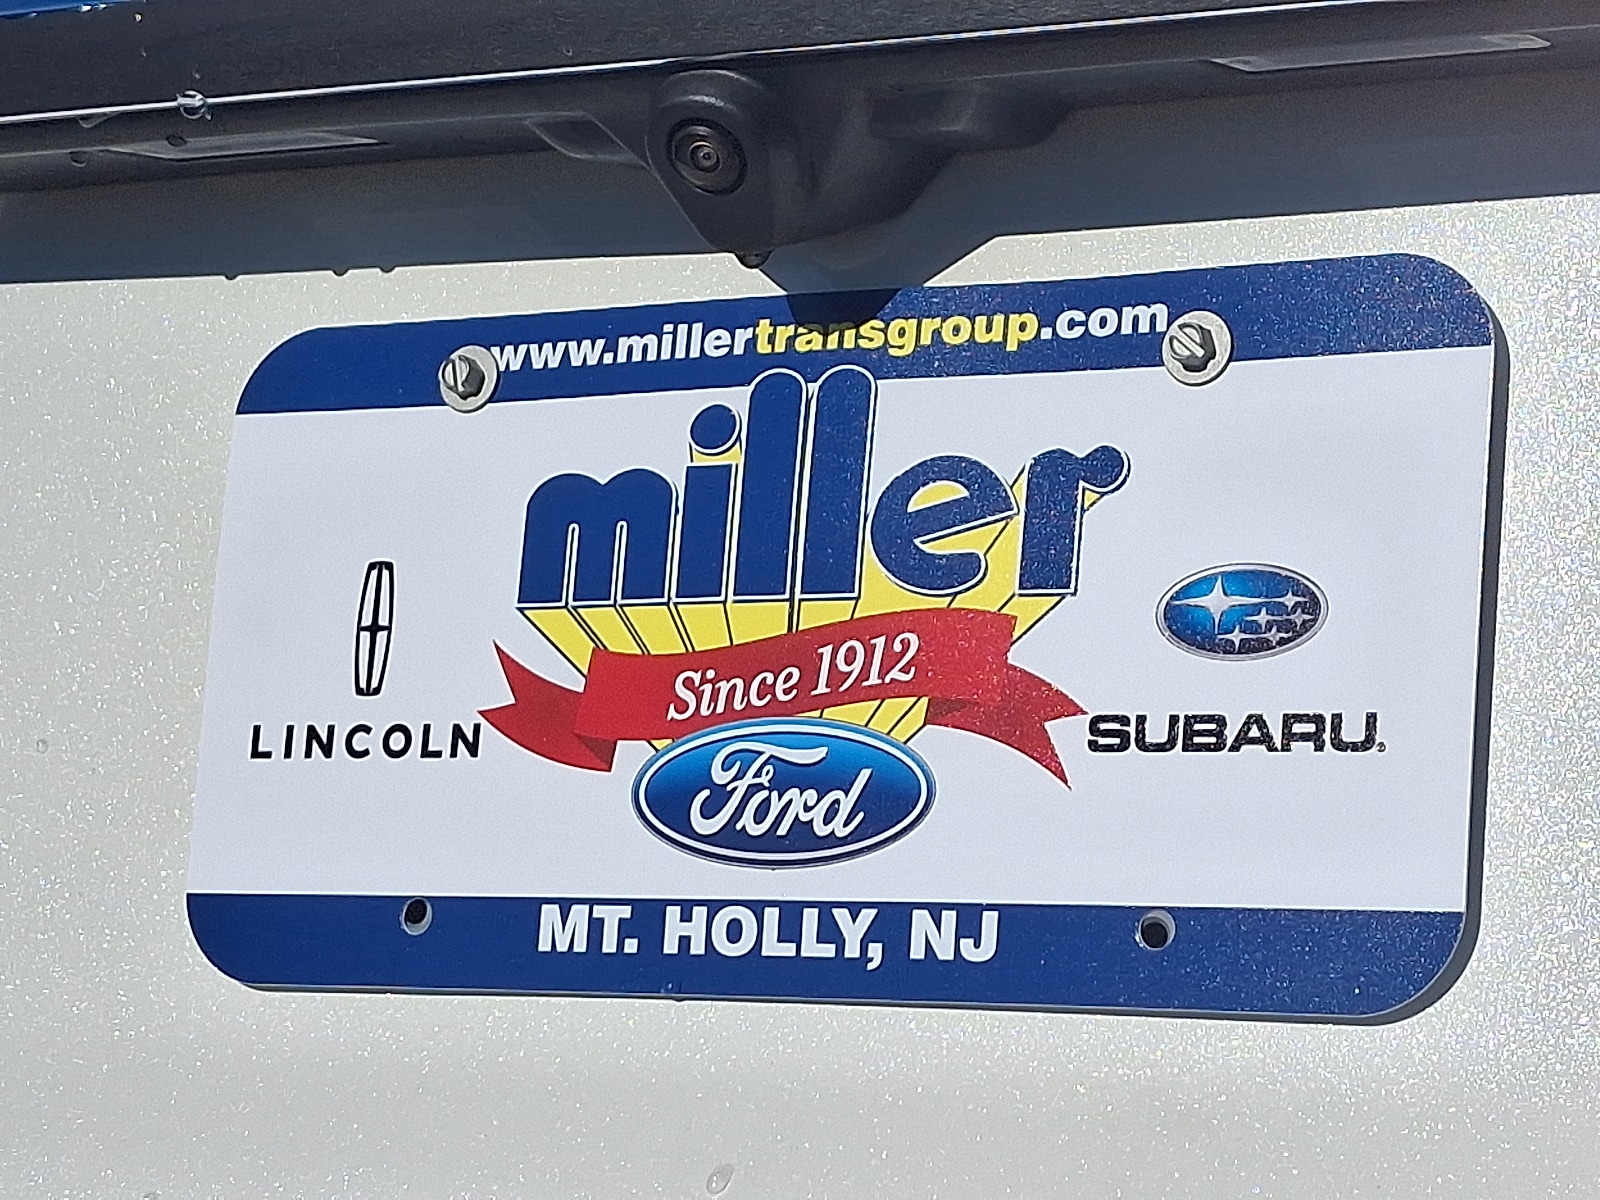 www.millertransgroup.com
miller
Since 1912
LINCOLN
Ford
SUBARU.
MT. HOLLY, NJ